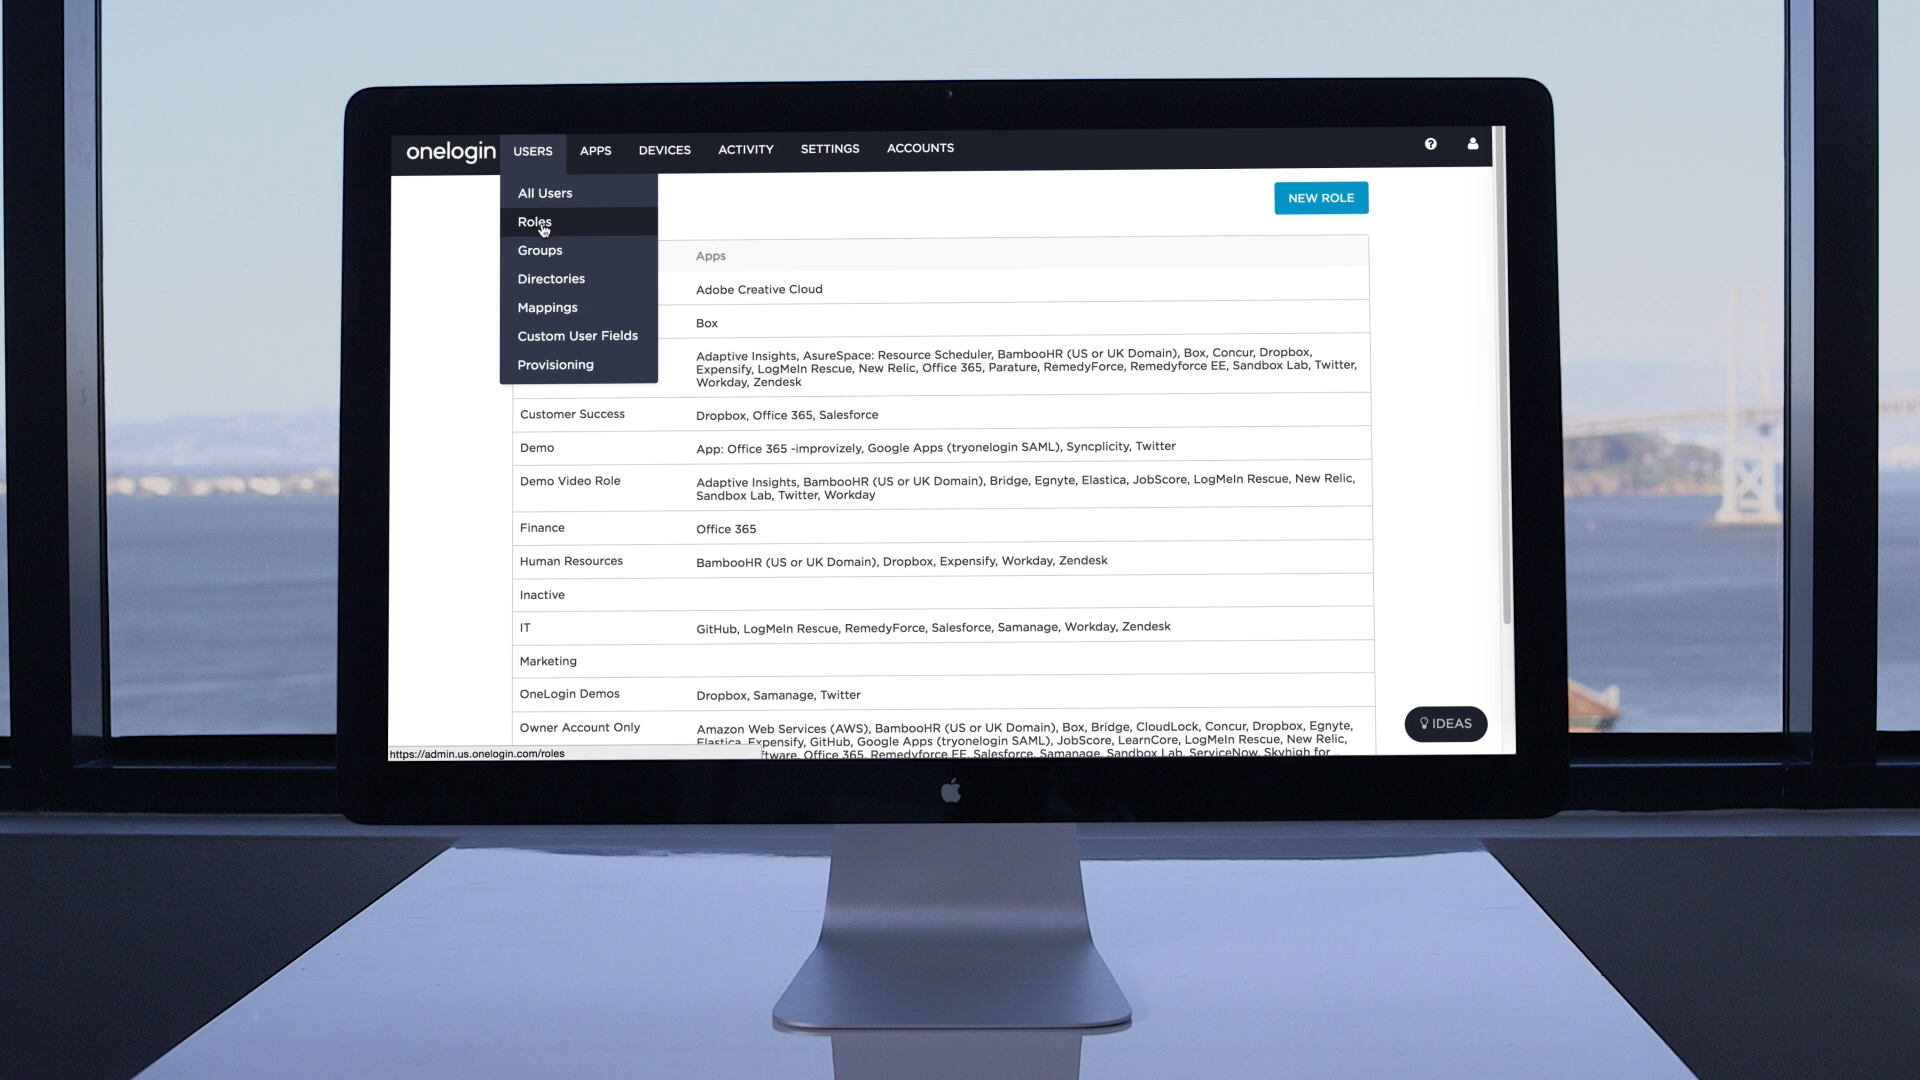 onelogin USERS APPS DEVICES ACTIVITY SETTINGS ACCOUNTS
All Users
Roles
Groups
Directories
Mappings
Custom User Fields
Provisioning
NEW ROLE
Apps
Adobe Creative Cloud
Box
Adaptive Insights, AsureSpace: Resource Scheduler, BambooHR (US or UK Domain), Box, Concur, Dropbox,
Expensify, LogMeIn Rescue, New Relic, Office 365, Parature, RemedyForce, Remedyforce EE, Sandbox Lab, Twitter,
Workday, Zendesk
Customer Success Dropbox, Office 365, Salesforce
Demo App: Office 365 -improvizely, Google Apps (tryonelogin SAML), Syncplicity, Twitter
Demo Video Role Adaptive Insights, BambooHR (US or UK Domain), Bridge, Egnyte, Elastica, JobScore, LogMeIn Rescue, New Relic,
Sandbox Lab, Twitter, Workday
Finance Office 365
Human Resources BambooHR (US or UK Domain), Dropbox, Expensify, Workday, Zendesk
Inactive
IT GitHub, LogMeIn Rescue, RemedyForce, Salesforce, Samanage, Workday, Zendesk
Marketing
OneLogin Demos Dropbox, Samanage, Twitter
Owner Account Only Amazon Web Services (AWS), BambooHR (US or UK Domain), Box, Bridge, CloudLock, Concur, Dropbox, Egnyte,
Elastica, Expensify, GitHub, Google Apps (tryonelogin SAML), JobScore, LearnCore, LogMeIn Rescue, New Relic,
Office 365, Remedyforce EE, Salesforce, Samanage, Sandbox Lab, ServiceNow, Skyhigh for
IDEAS
https://admin.us.onelogin.com/roles